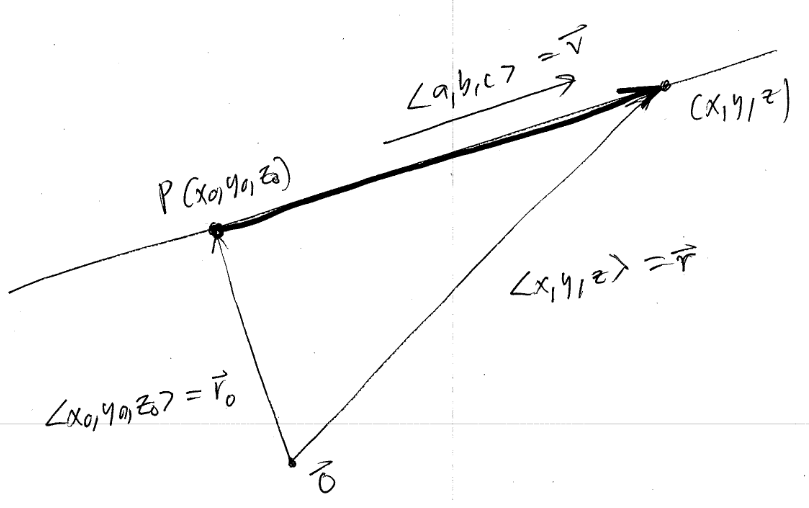 <a,b,c> = v⃗
(x,y,z)
P(x₀,y₀,z₀)
<x,y,z> = r⃗
<x₀,y₀,z₀> = r⃗₀
0⃗